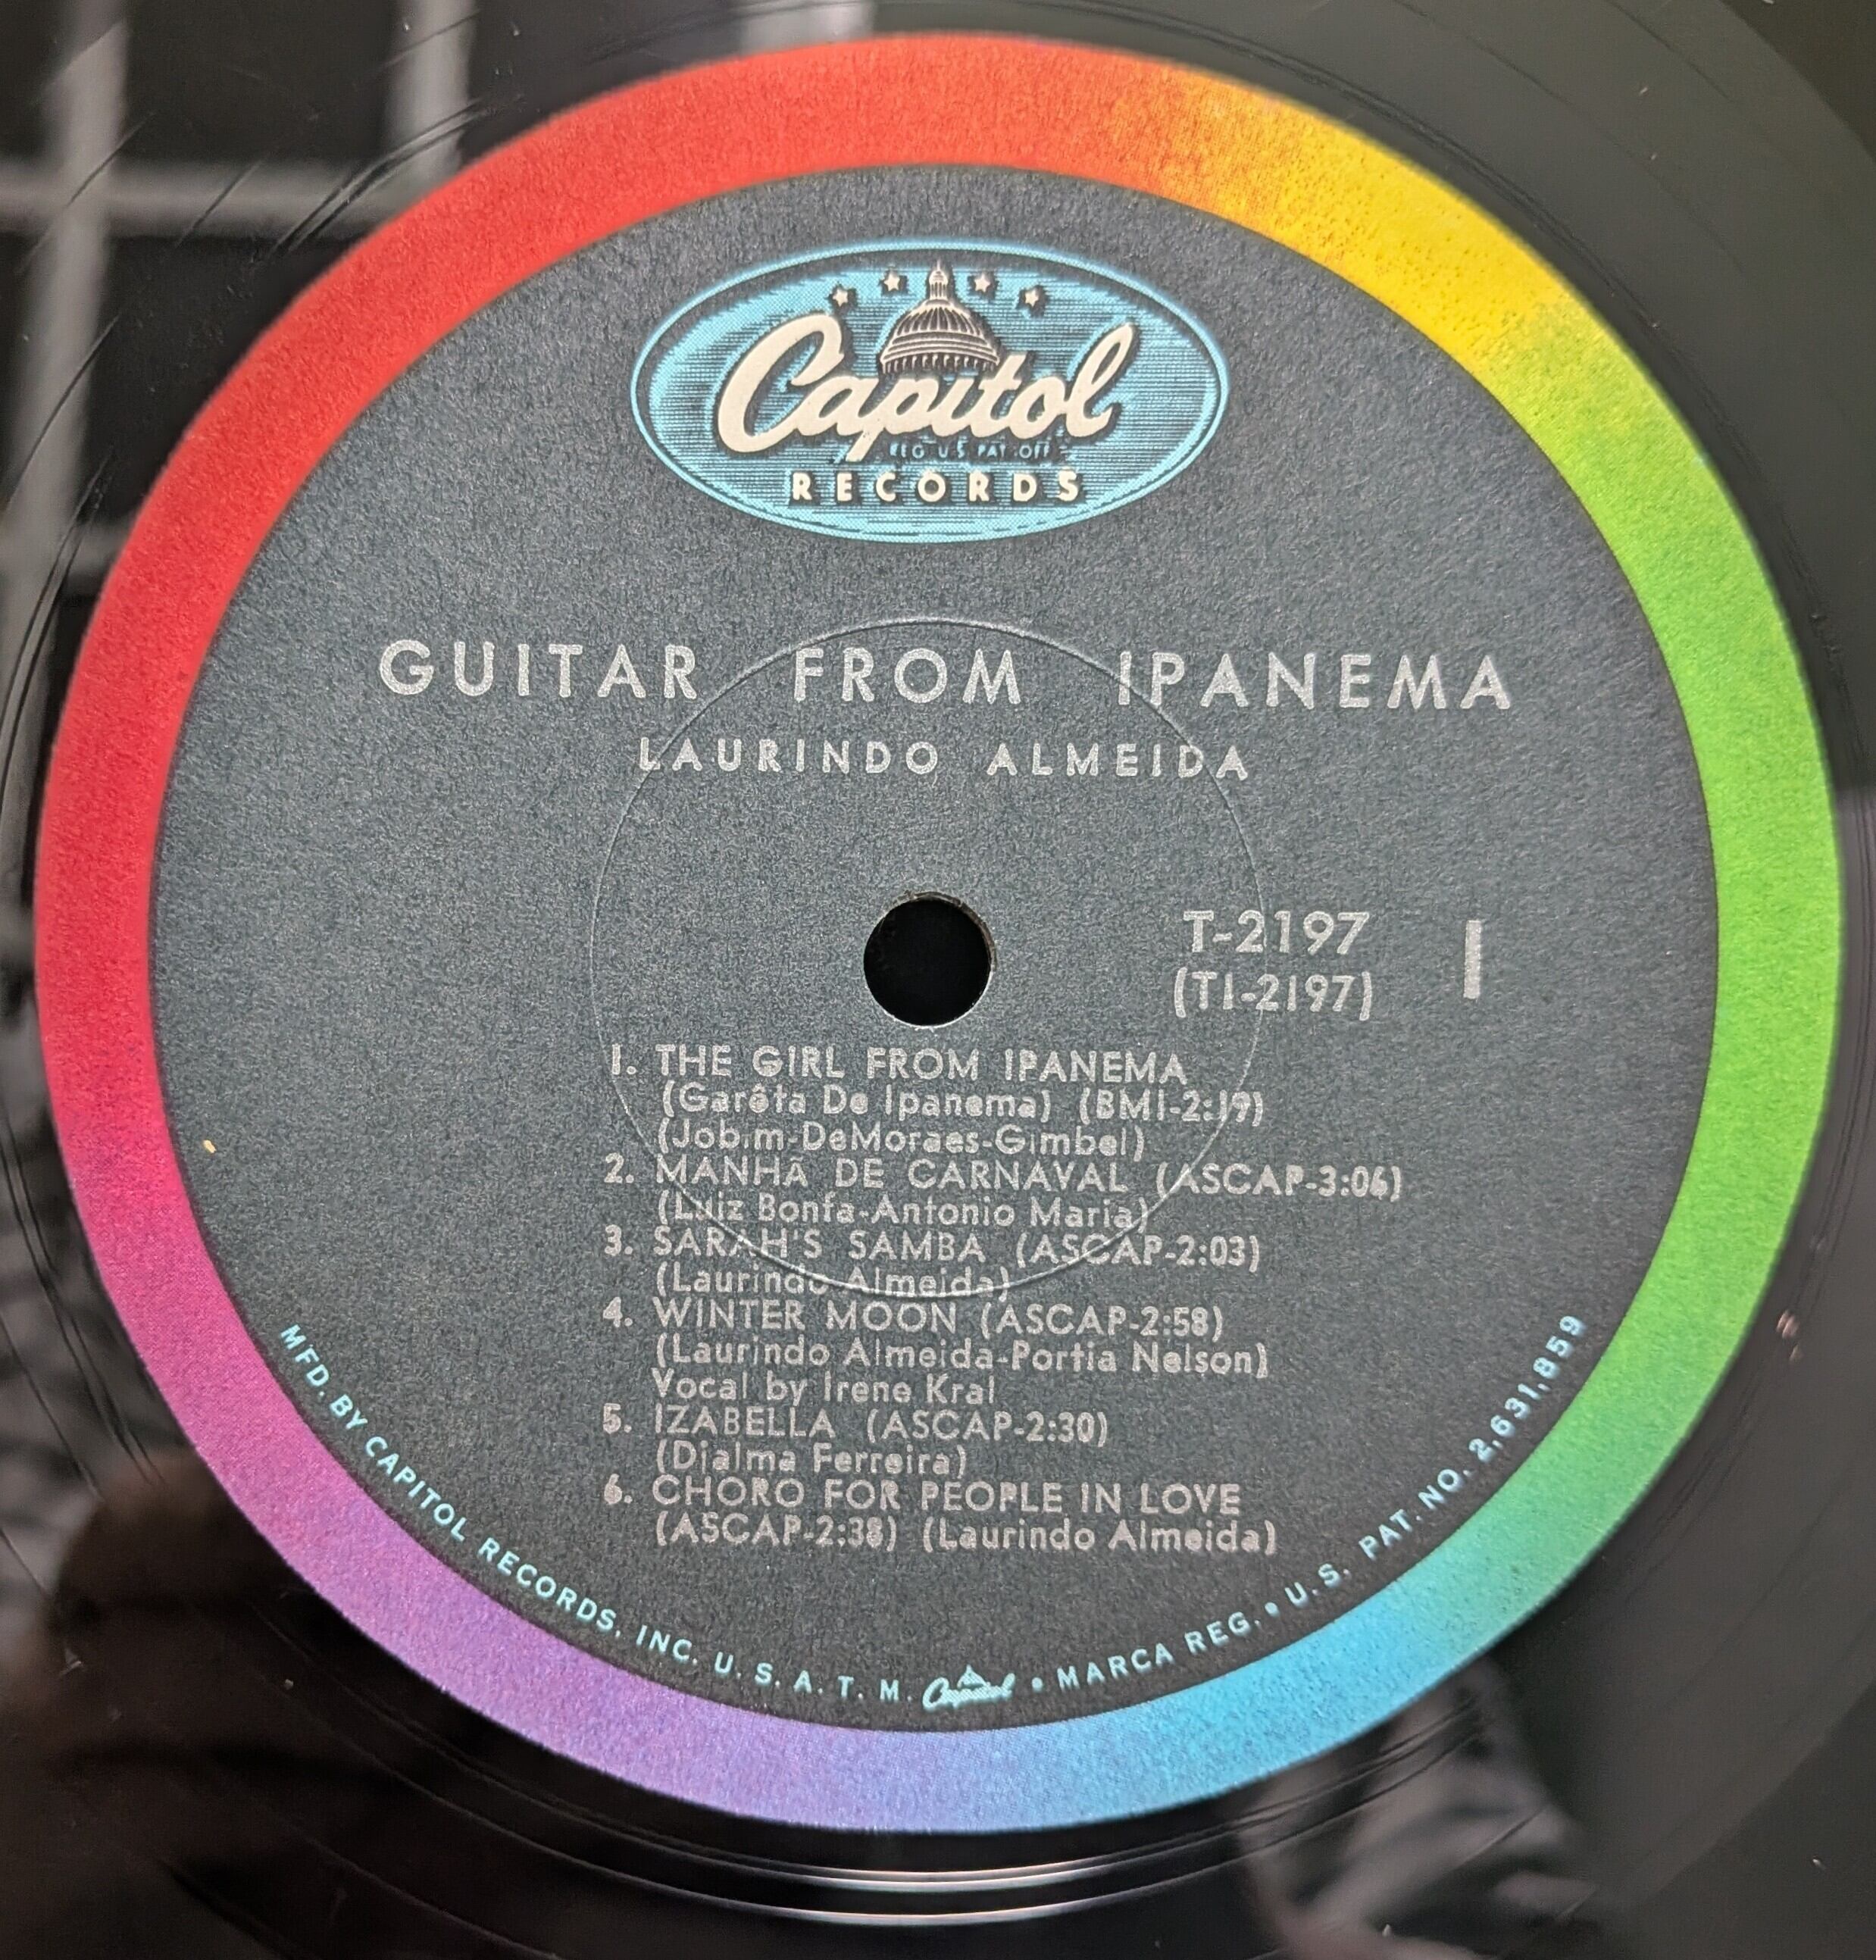 Capitol
REG. U.S. PAT. OFF.
RECORDS
GUITAR FROM IPANEMA
LAURINDO ALMEIDA
T-2197
(T1-2197)
1
1. THE GIRL FROM IPANEMA
(Garôta De Ipanema) (BMI-2:19)
(Jobim-DeMoraes-Gimbel)
2. MANHÃ DE CARNAVAL (ASCAP-3:06)
(Luiz Bonfa-Antonio Maria)
3. SARAH'S SAMBA (ASCAP-2:03)
(Laurindo Almeida)
4. WINTER MOON (ASCAP-2:58)
(Laurindo Almeida-Portia Nelson)
Vocal by Irene Kral
5. IZABELLA (ASCAP-2:30)
(Djalma Ferreira)
6. CHORO FOR PEOPLE IN LOVE
(ASCAP-2:38) (Laurindo Almeida)
MFD. BY CAPITOL RECORDS, INC. U. S. A. T. M. Capitol • MARCA REG. • U. S. PAT. NO. 2,631,859